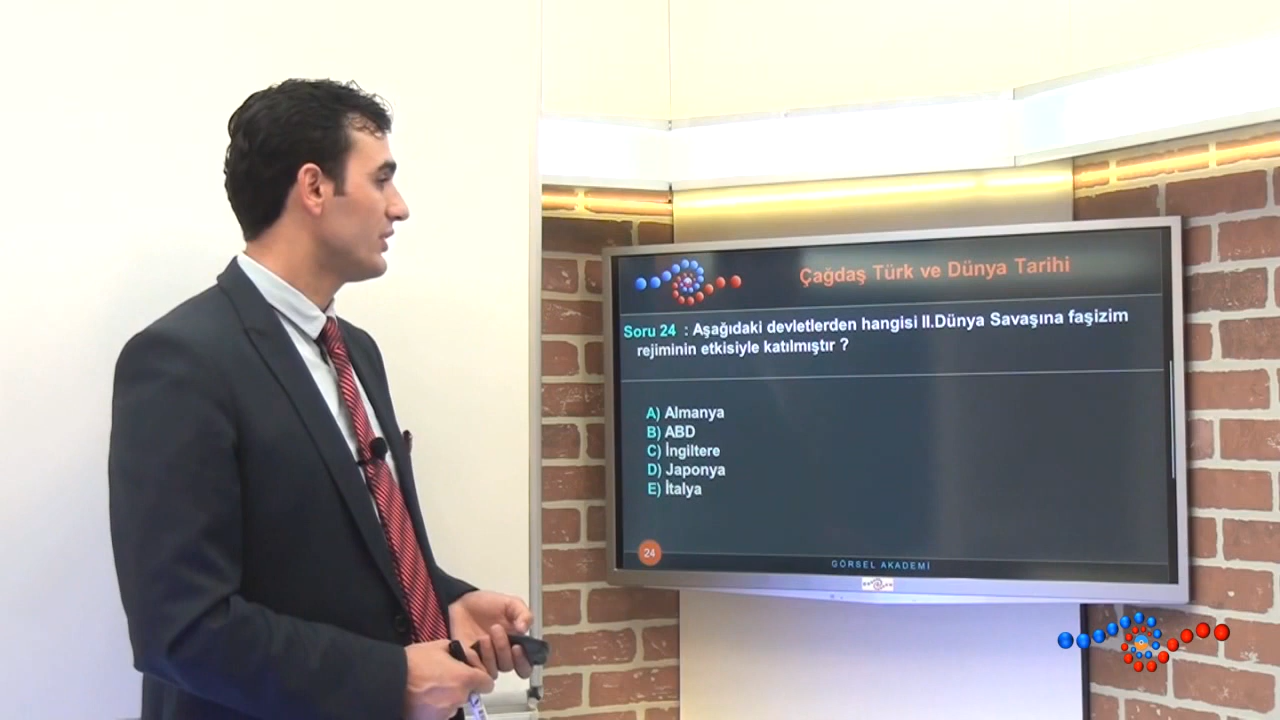 Çağdaş Türk ve Dünya Tarihi
Soru 24 : Aşağıdaki devletlerden hangisi II.Dünya Savaşına faşizim
rejiminin etkisiyle katılmıştır ?
A) Almanya
B) ABD
C) İngiltere
D) Japonya
E) İtalya
24
GÖRSEL AKADEMİ